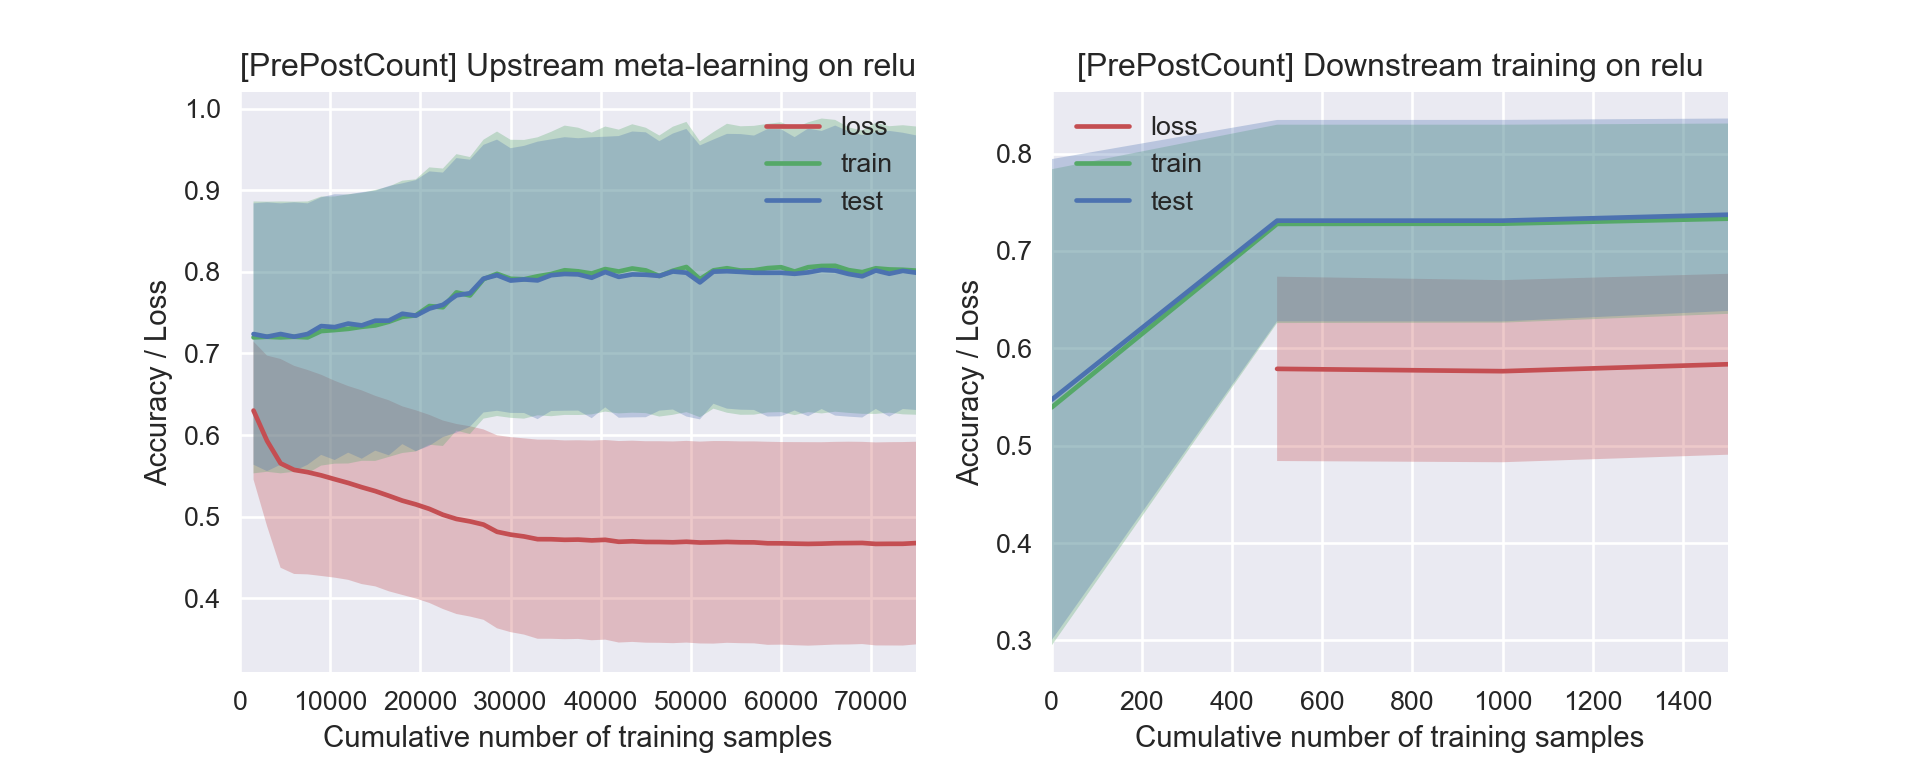 [PrePostCount] Upstream meta-learning on relu
1.0
0.9
0.8
0.7
0.6
0.5
0.4
Accuracy / Loss
loss
train
test
0
10000
20000
30000
40000
50000
60000
70000
Cumulative number of training samples
[PrePostCount] Downstream training on relu
0.8
0.7
0.6
0.5
0.4
0.3
Accuracy / Loss
loss
train
test
0
200
400
600
800
1000
1200
1400
Cumulative number of training samples